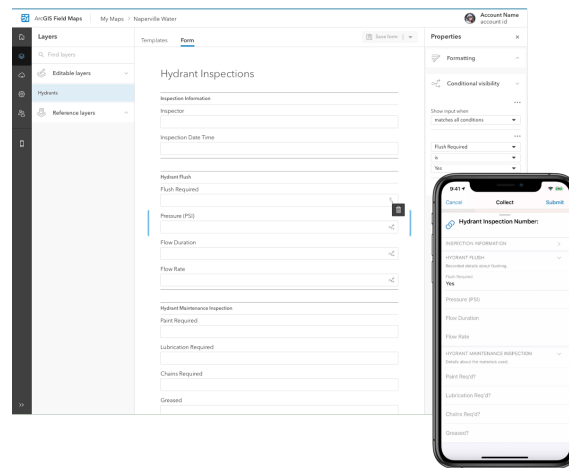 ArcGIS Field Maps
My Maps > Naperville Water
Account Name
account id
Layers
Find layers
Editable layers
Hydrants
Reference layers
Templates Form
Save form
Hydrant Inspections
Inspection Information
Inspector
Inspection Date Time
Hydrant Flush
Flush Required
Pressure (PSI)
Flow Duration
Flow Rate
Hydrant Maintenance Inspection
Paint Required
Lubrication Required
Chains Required
Greased
Properties ×
Formatting
Conditional visibility
Show input when
matches all conditions
Flush Required
is
Yes
9:41
Cancel Collect Submit
Hydrant Inspection Number:
INSPECTION INFORMATION
HYDRANT FLUSH
Recorded details about flushing.
Flush Required
Yes
Pressure (PSI)
Flow Duration
Flow Rate
HYDRANT MAINTENANCE INSPECTION
Details about the materials used.
Paint Req'd?
Lubrication Req'd?
Chains Req'd?
Greased?
>>